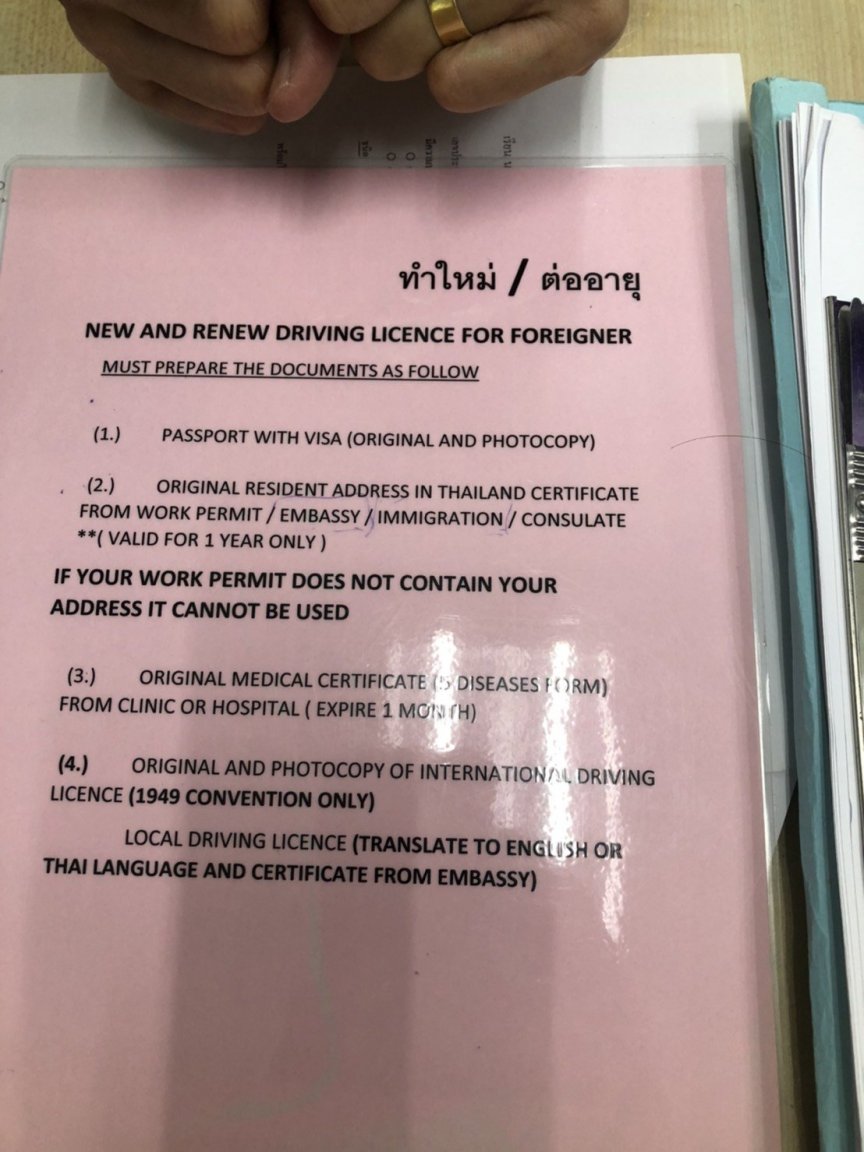 ทำใหม่ / ต่ออายุ
NEW AND RENEW DRIVING LICENCE FOR FOREIGNER
MUST PREPARE THE DOCUMENTS AS FOLLOW
(1.) PASSPORT WITH VISA (ORIGINAL AND PHOTOCOPY)
(2.) ORIGINAL RESIDENT ADDRESS IN THAILAND CERTIFICATE
FROM WORK PERMIT / EMBASSY / IMMIGRATION / CONSULATE
**( VALID FOR 1 YEAR ONLY )
IF YOUR WORK PERMIT DOES NOT CONTAIN YOUR
ADDRESS IT CANNOT BE USED
(3.) ORIGINAL MEDICAL CERTIFICATE (5 DISEASES FORM)
FROM CLINIC OR HOSPITAL ( EXPIRE 1 MONTH)
(4.) ORIGINAL AND PHOTOCOPY OF INTERNATIONAL DRIVING
LICENCE (1949 CONVENTION ONLY)
LOCAL DRIVING LICENCE (TRANSLATE TO ENGLISH OR
THAI LANGUAGE AND CERTIFICATE FROM EMBASSY)